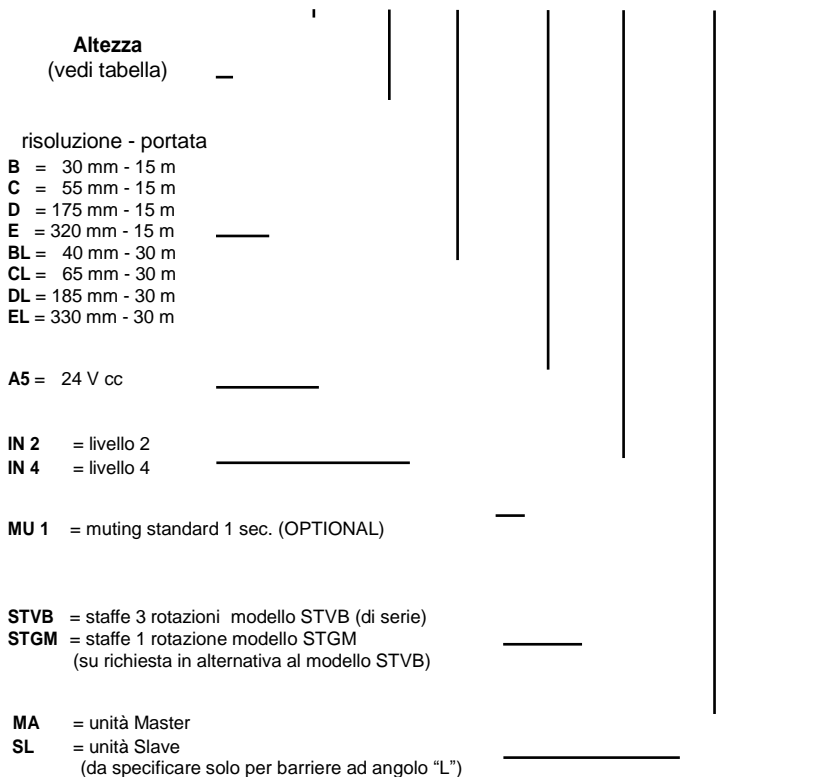 Altezza
(vedi tabella)
risoluzione - portata
B = 30 mm - 15 m
C = 55 mm - 15 m
D = 175 mm - 15 m
E = 320 mm - 15 m
BL = 40 mm - 30 m
CL = 65 mm - 30 m
DL = 185 mm - 30 m
EL = 330 mm - 30 m
A5 = 24 V cc
IN 2 = livello 2
IN 4 = livello 4
MU 1 = muting standard 1 sec. (OPTIONAL)
STVB = staffe 3 rotazioni modello STVB (di serie)
STGM = staffe 1 rotazione modello STGM
(su richiesta in alternativa al modello STVB)
MA = unità Master
SL = unità Slave
(da specificare solo per barriere ad angolo “L”)